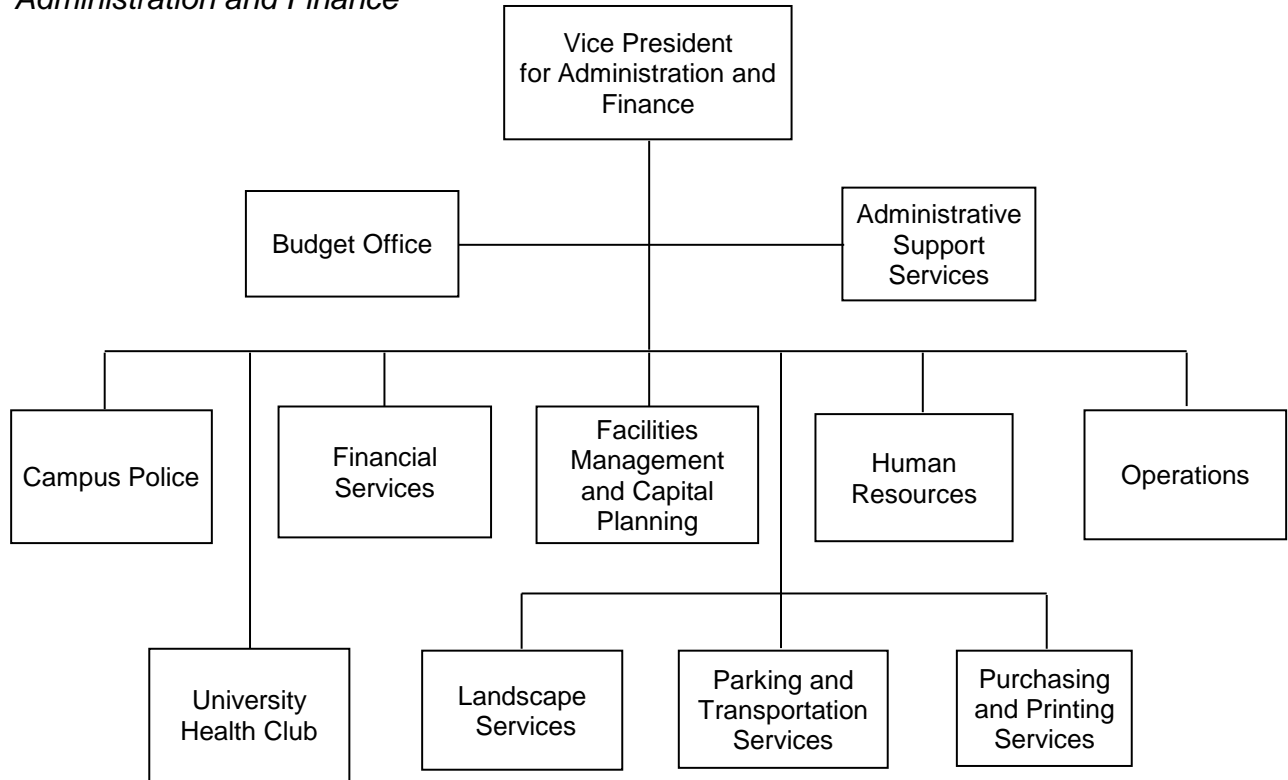 Administration and Finance
Vice President
for Administration and
Finance
Budget Office
Administrative
Support
Services
Campus Police
Financial
Services
Facilities
Management
and Capital
Planning
Human
Resources
Operations
University
Health Club
Landscape
Services
Parking and
Transportation
Services
Purchasing
and Printing
Services